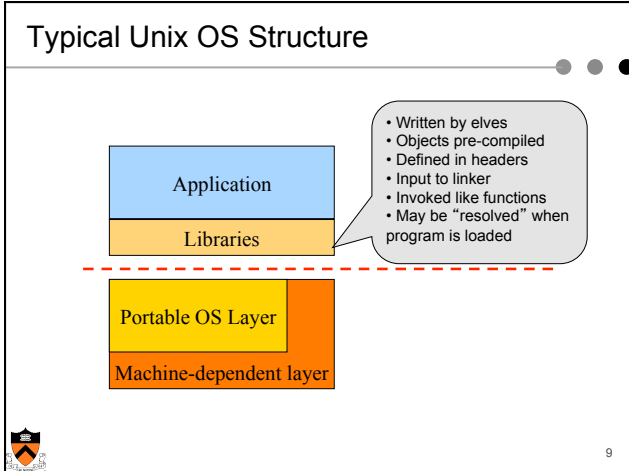 Typical Unix OS Structure
• Written by elves
• Objects pre-compiled
• Defined in headers
• Input to linker
• Invoked like functions
• May be “resolved” when
program is loaded
Application
Libraries
Portable OS Layer
Machine-dependent layer
9